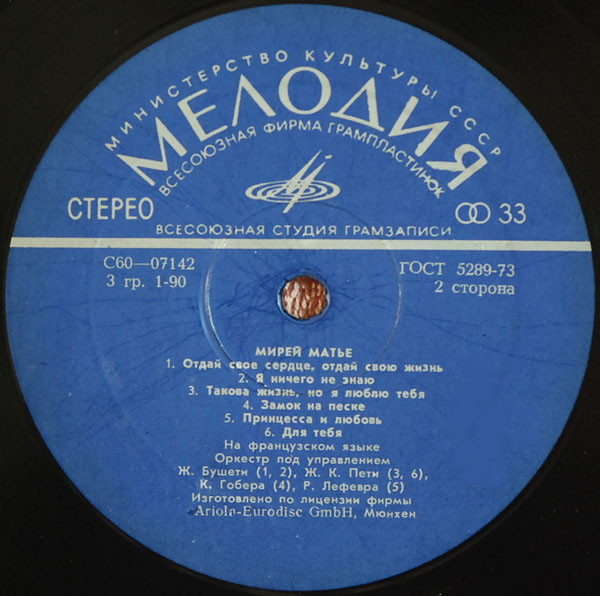 МИНИСТЕРСТВО КУЛЬТУРЫ СССР
МЕЛОДИЯ
ВСЕСОЮЗНАЯ ФИРМА ГРАМПЛАСТИНОК
СТЕРЕО
33
ВСЕСОЮЗНАЯ СТУДИЯ ГРАМЗАПИСИ
С60—07142
ГОСТ 5289-73
3 гр. 1-90
2 сторона
МИРЕЙ МАТЬЕ
1. Отдай свое сердце, отдай свою жизнь
2. Я ничего не знаю
3. Такова жизнь, но я люблю тебя
4. Замок на песке
5. Принцесса и любовь
6. Для тебя
На французском языке
Оркестр под управлением
Ж. Бушети (1, 2), Ж. К. Пети (3, 6),
К. Гобера (4), Р. Лефевра (5)
Изготовлено по лицензии фирмы
Ariola-Eurodisc GmbH, Мюнхен